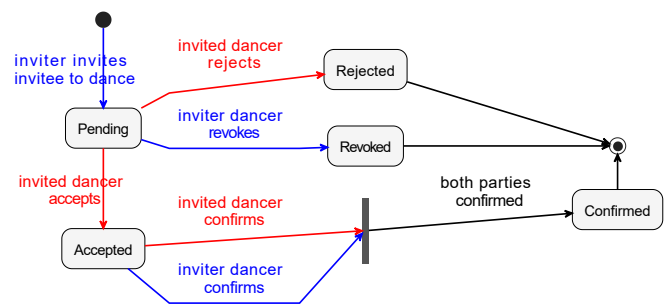 inviter invites
invitee to dance
invited dancer
rejects
Rejected
Pending
inviter dancer
revokes
Revoked
invited dancer
accepts
invited dancer
confirms
both parties
confirmed
Confirmed
Accepted
inviter dancer
confirms